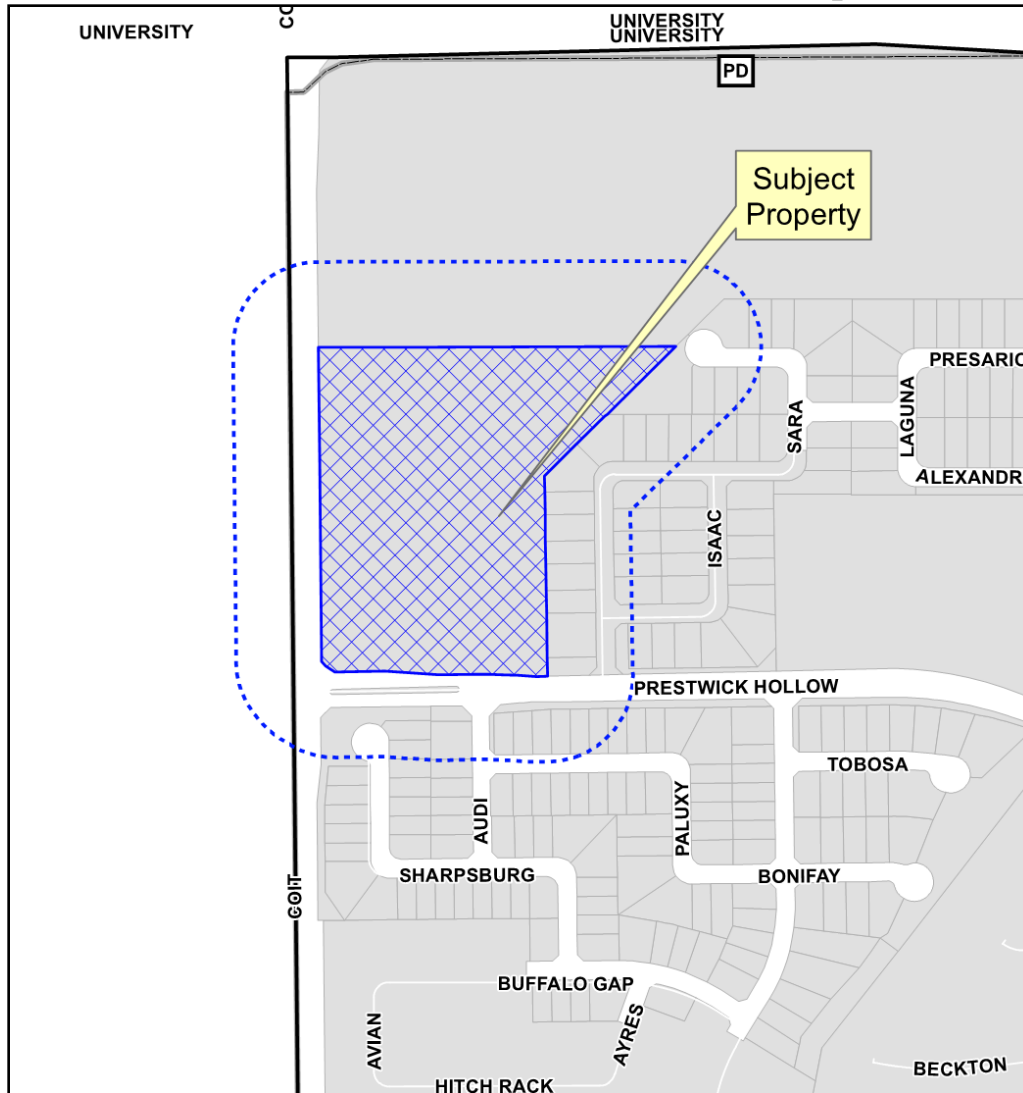 CO
UNIVERSITY
UNIVERSITY
UNIVERSITY
PD
Subject
Property
PRESARIO
SARA
LAGUNA
ALEXANDR
ISAAC
PRESTWICK HOLLOW
TOBOSA
AUDI
PALUXY
SHARPSBURG
BONIFAY
COIT
BUFFALO GAP
AVIAN
AYRES
BECKTON
HITCH RACK